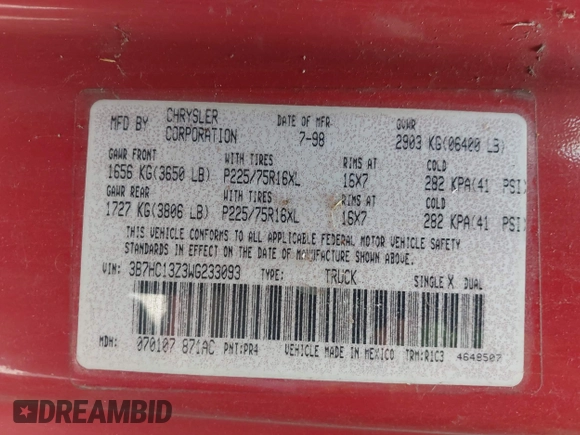 MFD BY CHRYSLER CORPORATION DATE OF MFR 7-98 GVWR 2903 KG(06400 LB)
GAWR FRONT WITH TIRES RIMS AT COLD
1656 KG(3650 LB) P225/75R16XL 16X7 282 KPA(41 PSI)
GAWR REAR WITH TIRES RIMS AT COLD
1727 KG(3806 LB) P225/75R16XL 16X7 282 KPA(41 PSI)
THIS VEHICLE CONFORMS TO ALL APPLICABLE FEDERAL MOTOR VEHICLE SAFETY
STANDARDS IN EFFECT ON THE DATE OF MANUFACTURE SHOWN ABOVE.
VIN: 3B7HC13Z3WG233093 TYPE: TRUCK SINGLE X DUAL
MDH: 070107 871AC PNT:PR4 VEHICLE MADE IN MEXICO TRM:R1C3 4648507
DREAMBID